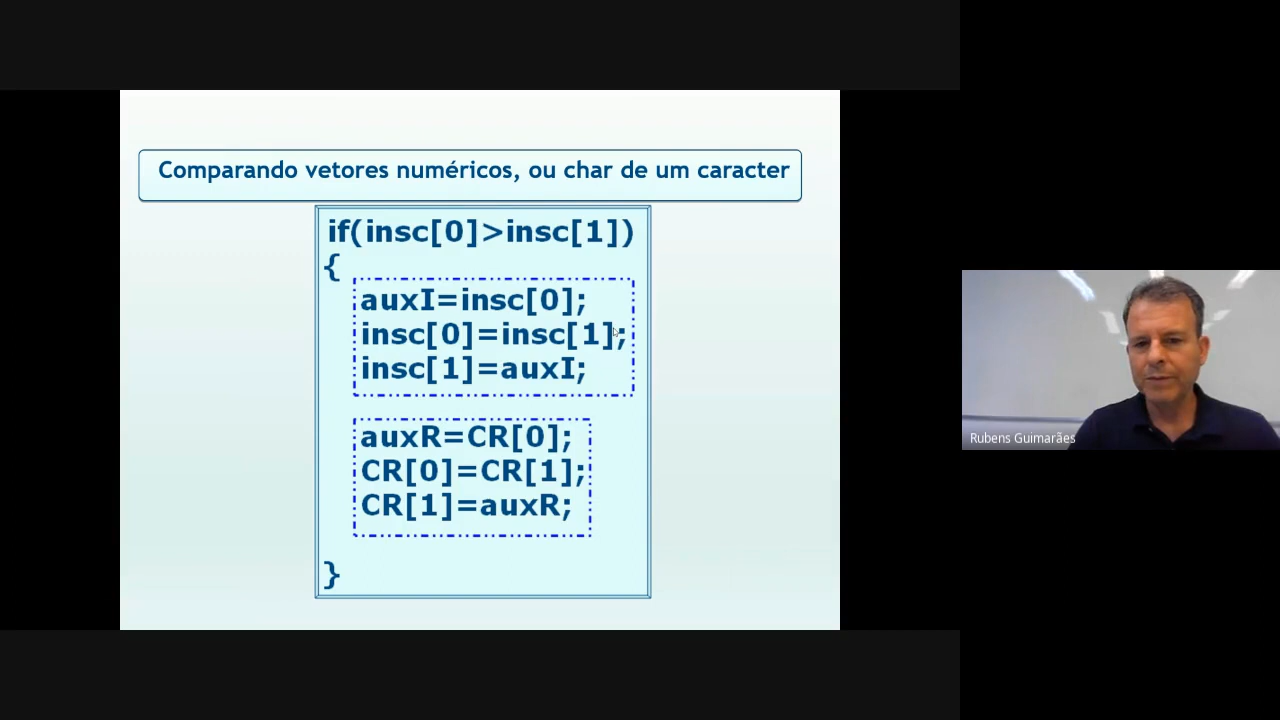 Comparando vetores numéricos, ou char de um caracter
if(insc[0]>insc[1])
{
auxI=insc[0];
insc[0]=insc[1];
insc[1]=auxI;
auxR=CR[0];
CR[0]=CR[1];
CR[1]=auxR;
}
Rubens Guimarães